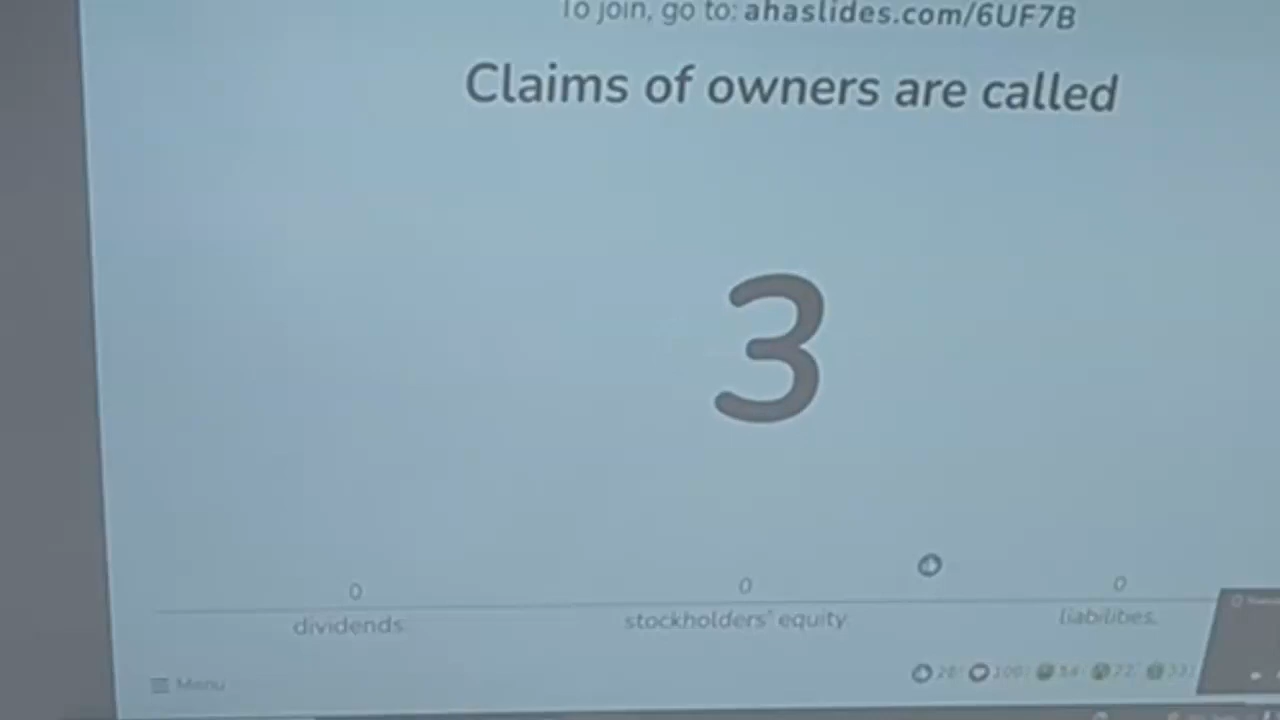 To join, go to: ahaslides.com/6UF7B
Claims of owners are called
3
0 0 0
dividends stockholders' equity liabilities.
Menu